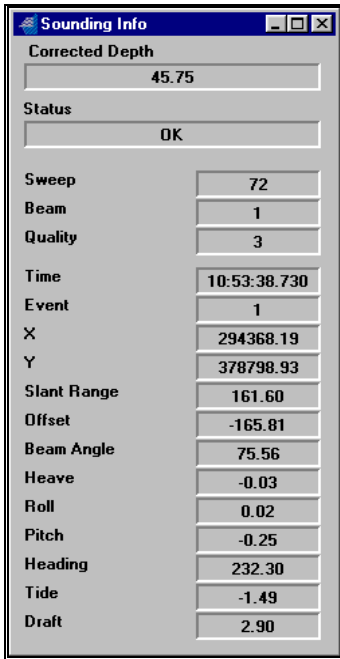 Sounding Info
Corrected Depth
45.75
Status
OK
Sweep 72
Beam 1
Quality 3
Time 10:53:38.730
Event 1
X 294368.19
Y 378798.93
Slant Range 161.60
Offset -165.81
Beam Angle 75.56
Heave -0.03
Roll 0.02
Pitch -0.25
Heading 232.30
Tide -1.49
Draft 2.90